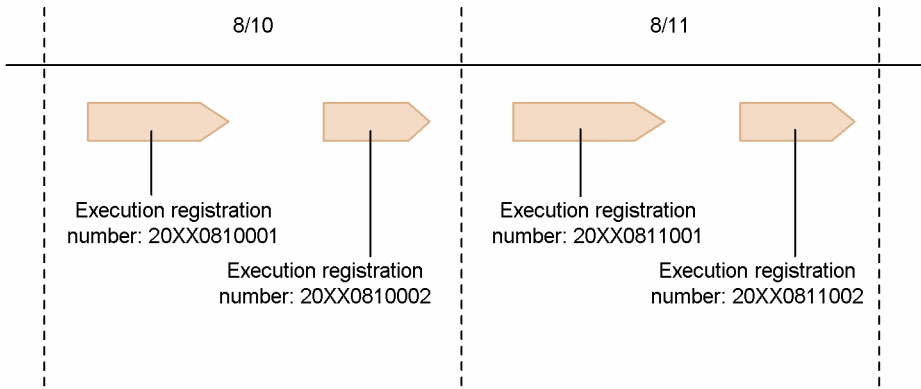 8/10
8/11
Execution registration
number: 20XX0810001
Execution registration
number: 20XX0810002
Execution registration
number: 20XX0811001
Execution registration
number: 20XX0811002